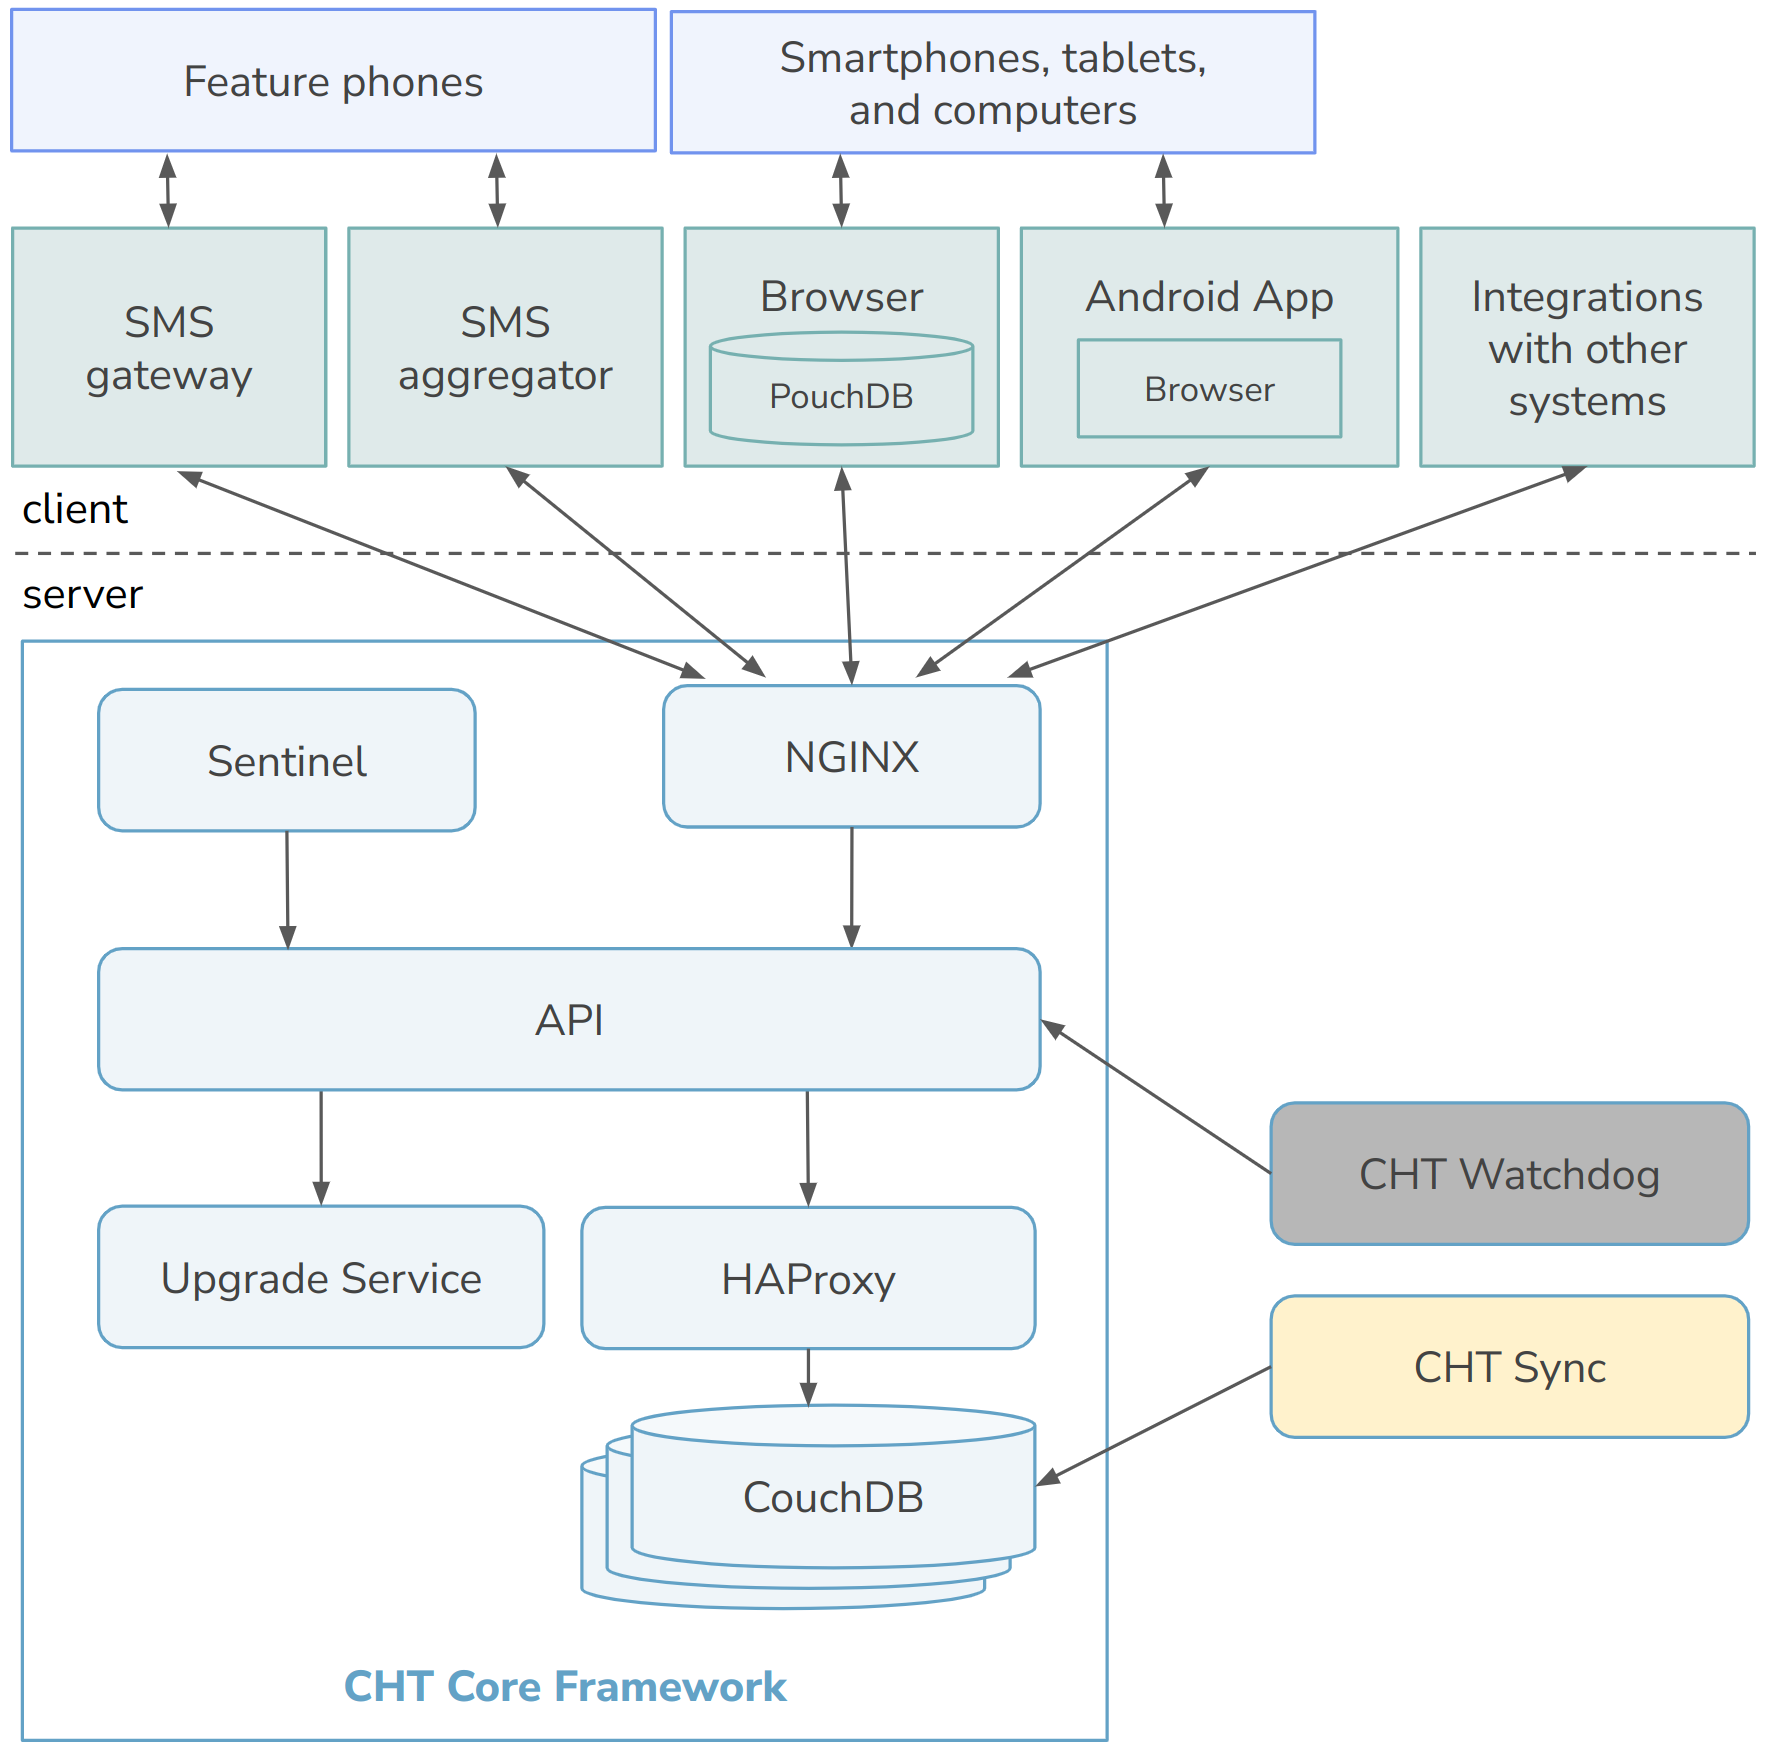 Feature phones
Smartphones, tablets,
and computers
SMS
gateway
SMS
aggregator
Browser
PouchDB
Android App
Browser
Integrations
with other
systems
client
server
Sentinel
NGINX
API
CHT Watchdog
Upgrade Service
HAProxy
CHT Sync
CouchDB
CHT Core Framework